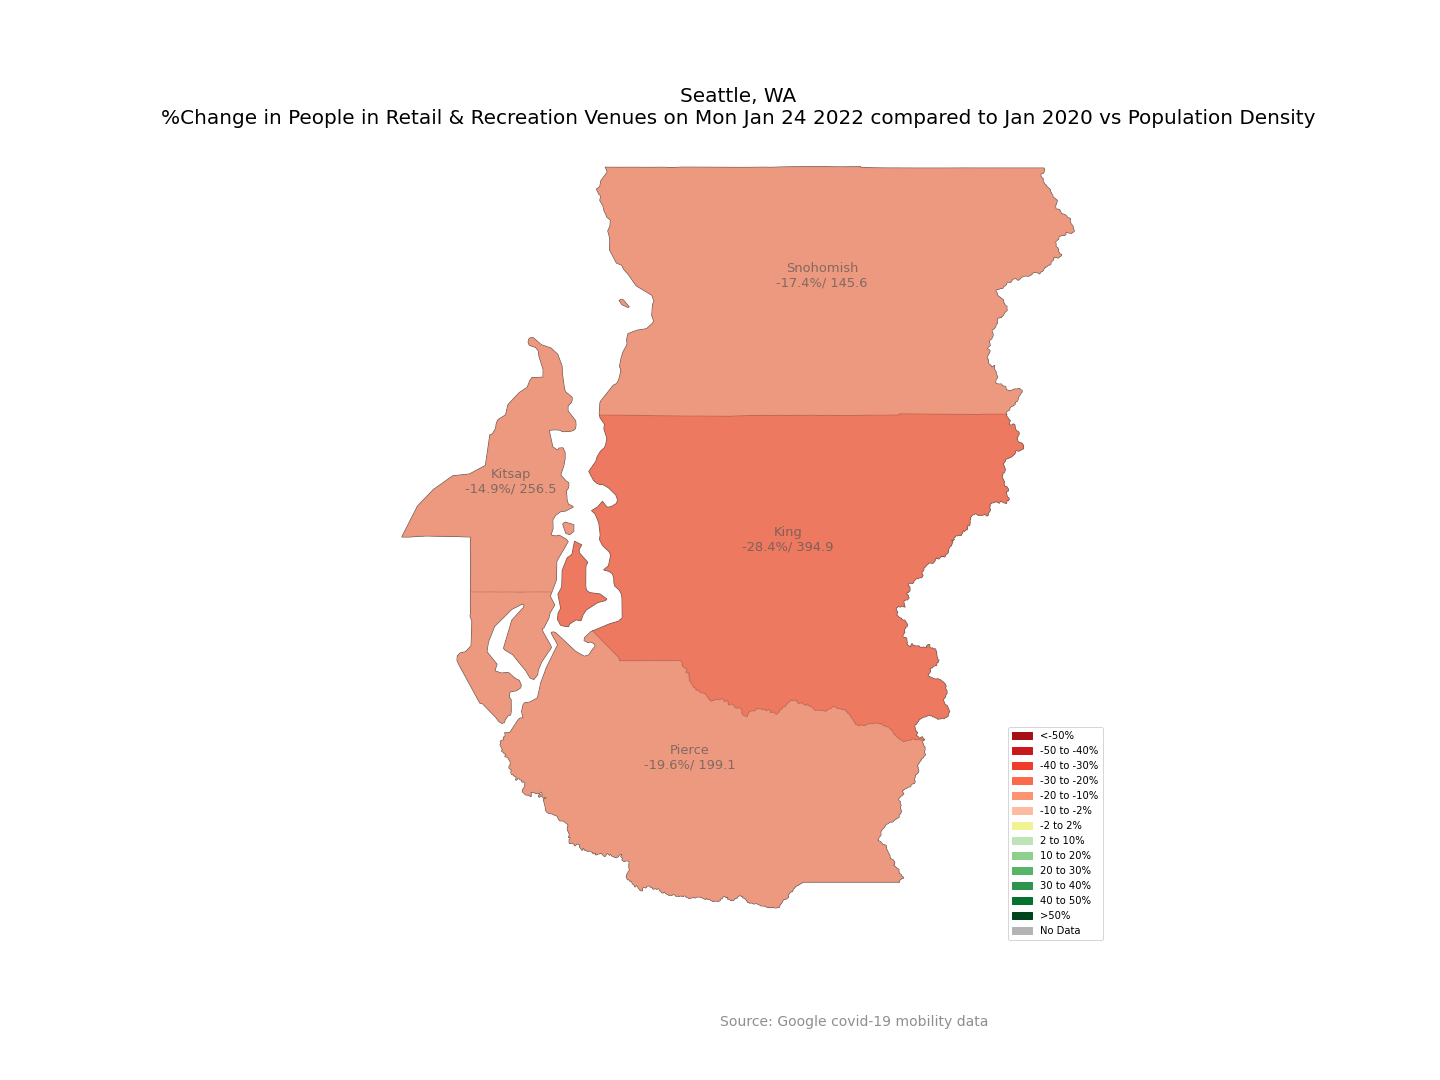 Seattle, WA
%Change in People in Retail & Recreation Venues on Mon Jan 24 2022 compared to Jan 2020 vs Population Density
Snohomish
-17.4%/ 145.6
Kitsap
-14.9%/ 256.5
King
-28.4%/ 394.9
Pierce
-19.6%/ 199.1
<-50%
-50 to -40%
-40 to -30%
-30 to -20%
-20 to -10%
-10 to -2%
-2 to 2%
2 to 10%
10 to 20%
20 to 30%
30 to 40%
40 to 50%
>50%
No Data
Source: Google covid-19 mobility data